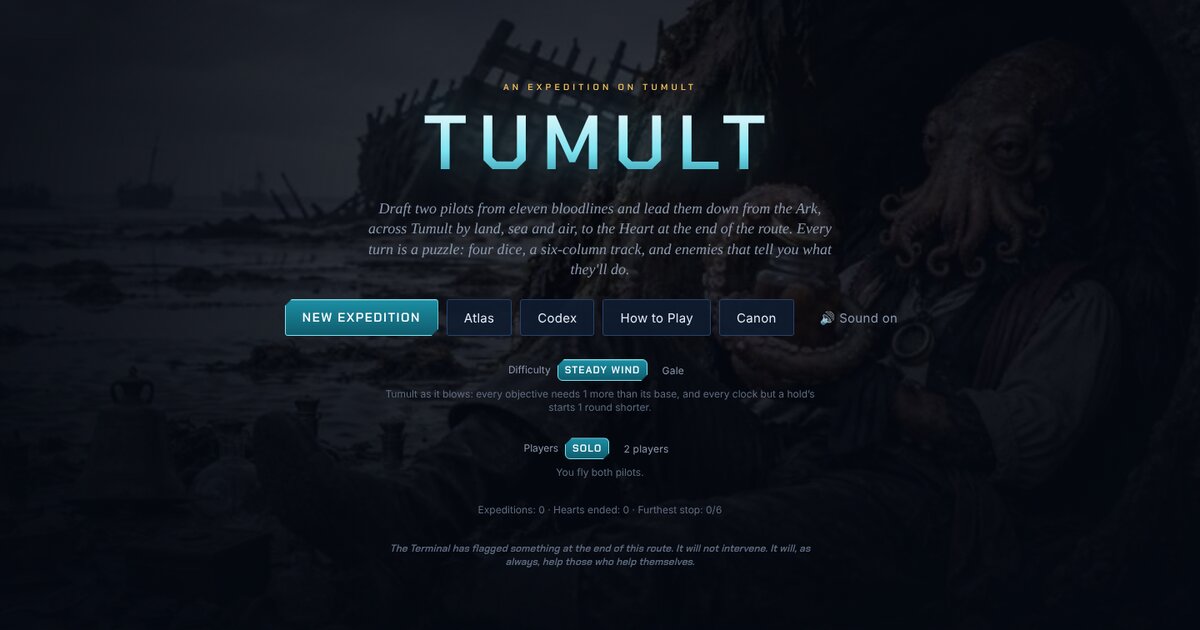 AN EXPEDITION ON TUMULT
TUMULT
Draft two pilots from eleven bloodlines and lead them down from the Ark,
across Tumult by land, sea and air, to the Heart at the end of the route. Every
turn is a puzzle: four dice, a six-column track, and enemies that tell you what
they'll do.
NEW EXPEDITION Atlas Codex How to Play Canon 🔊 Sound on
Difficulty STEADY WIND Gale
Tumult as it blows: every objective needs 1 more than its base, and every clock but a hold's
starts 1 round shorter.
Players SOLO 2 players
You fly both pilots.
Expeditions: 0 · Hearts ended: 0 · Furthest stop: 0/6
The Terminal has flagged something at the end of this route. It will not intervene. It will, as
always, help those who help themselves.